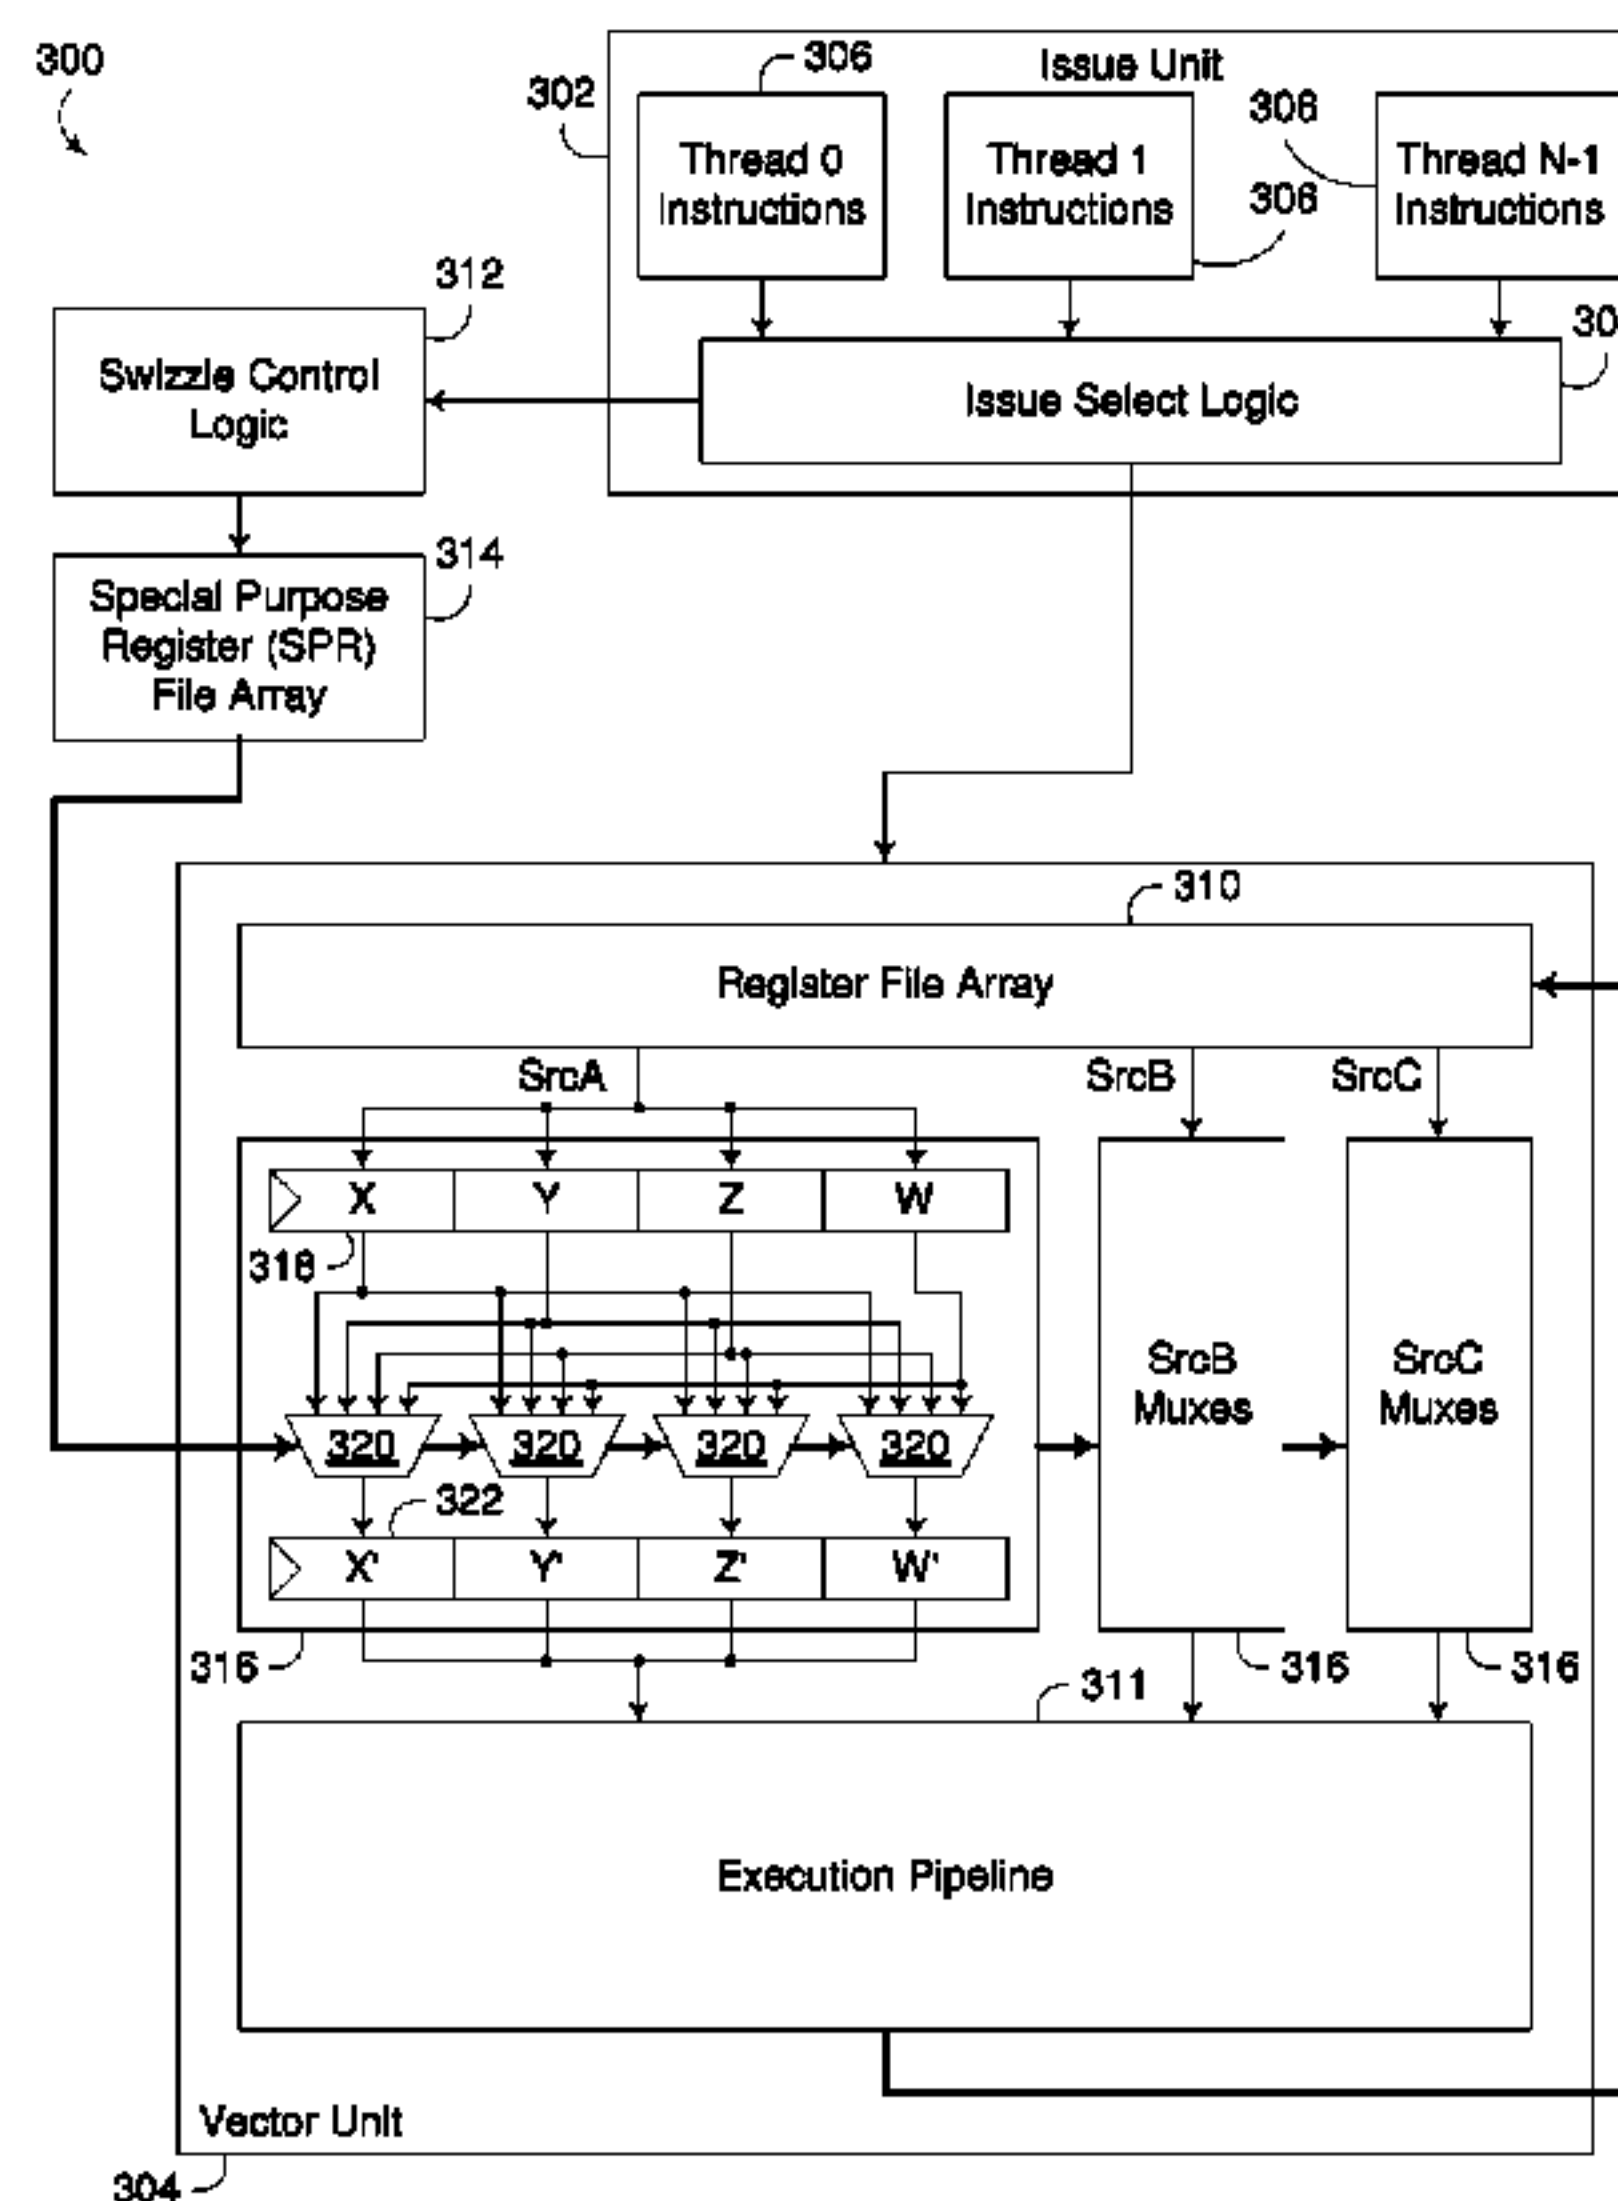 300
302
306
Issue Unit
Thread 0
Instructions
Thread 1
Instructions
306
306
Thread N-1
Instructions
312
Swizzle Control
Logic
Issue Select Logic
314
Special Purpose
Register (SPR)
File Array
310
Register File Array
SrcA
SrcB
SrcC
X
Y
Z
W
318
SrcB
Muxes
SrcC
Muxes
320
320
320
320
322
X'
Y'
Z'
W'
316
316
316
311
Execution Pipeline
Vector Unit
304